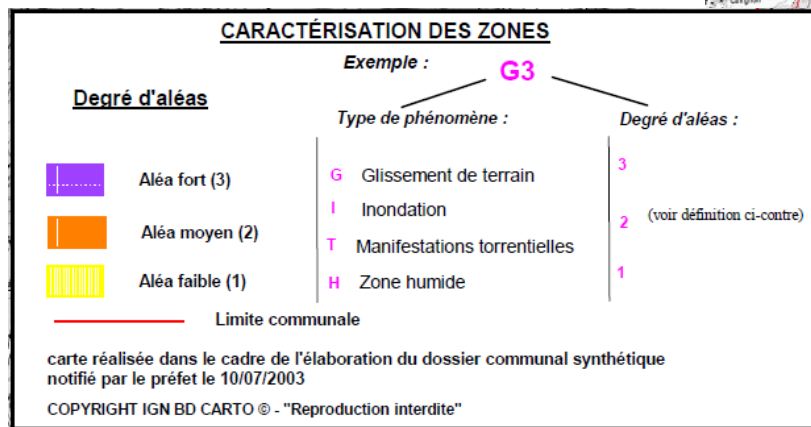 CARACTÉRISATION DES ZONES
Exemple :
G3
Degré d'aléas
Type de phénomène :
Degré d'aléas :
Aléa fort (3)
Aléa moyen (2)
Aléa faible (1)
G Glissement de terrain
I Inondation
T Manifestations torrentielles
H Zone humide
3
2 (voir définition ci-contre)
1
Limite communale
carte réalisée dans le cadre de l'élaboration du dossier communal synthétique
notifié par le préfet le 10/07/2003
COPYRIGHT IGN BD CARTO © - "Reproduction interdite"